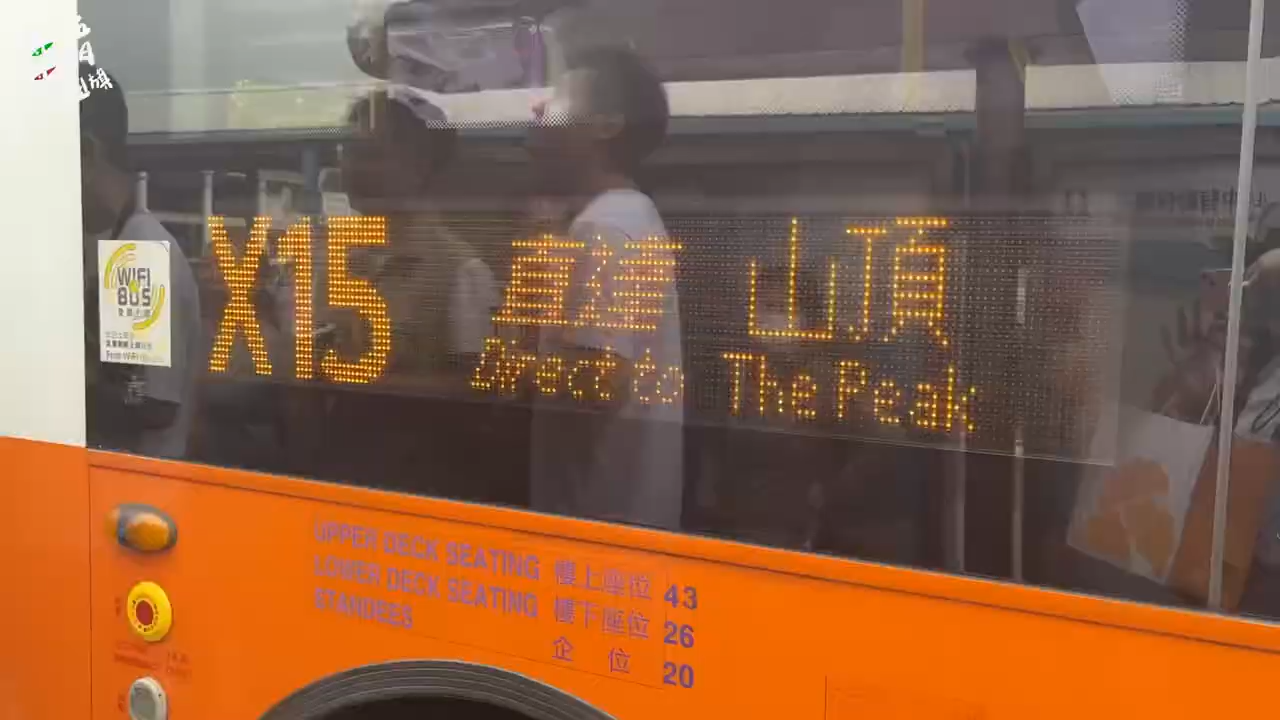 WiFi
BUS
X15 直達 山頂
Direct to The Peak
UPPER DECK SEATING 樓上座位 43
LOWER DECK SEATING 樓下座位 26
STANDEES 企 位 20